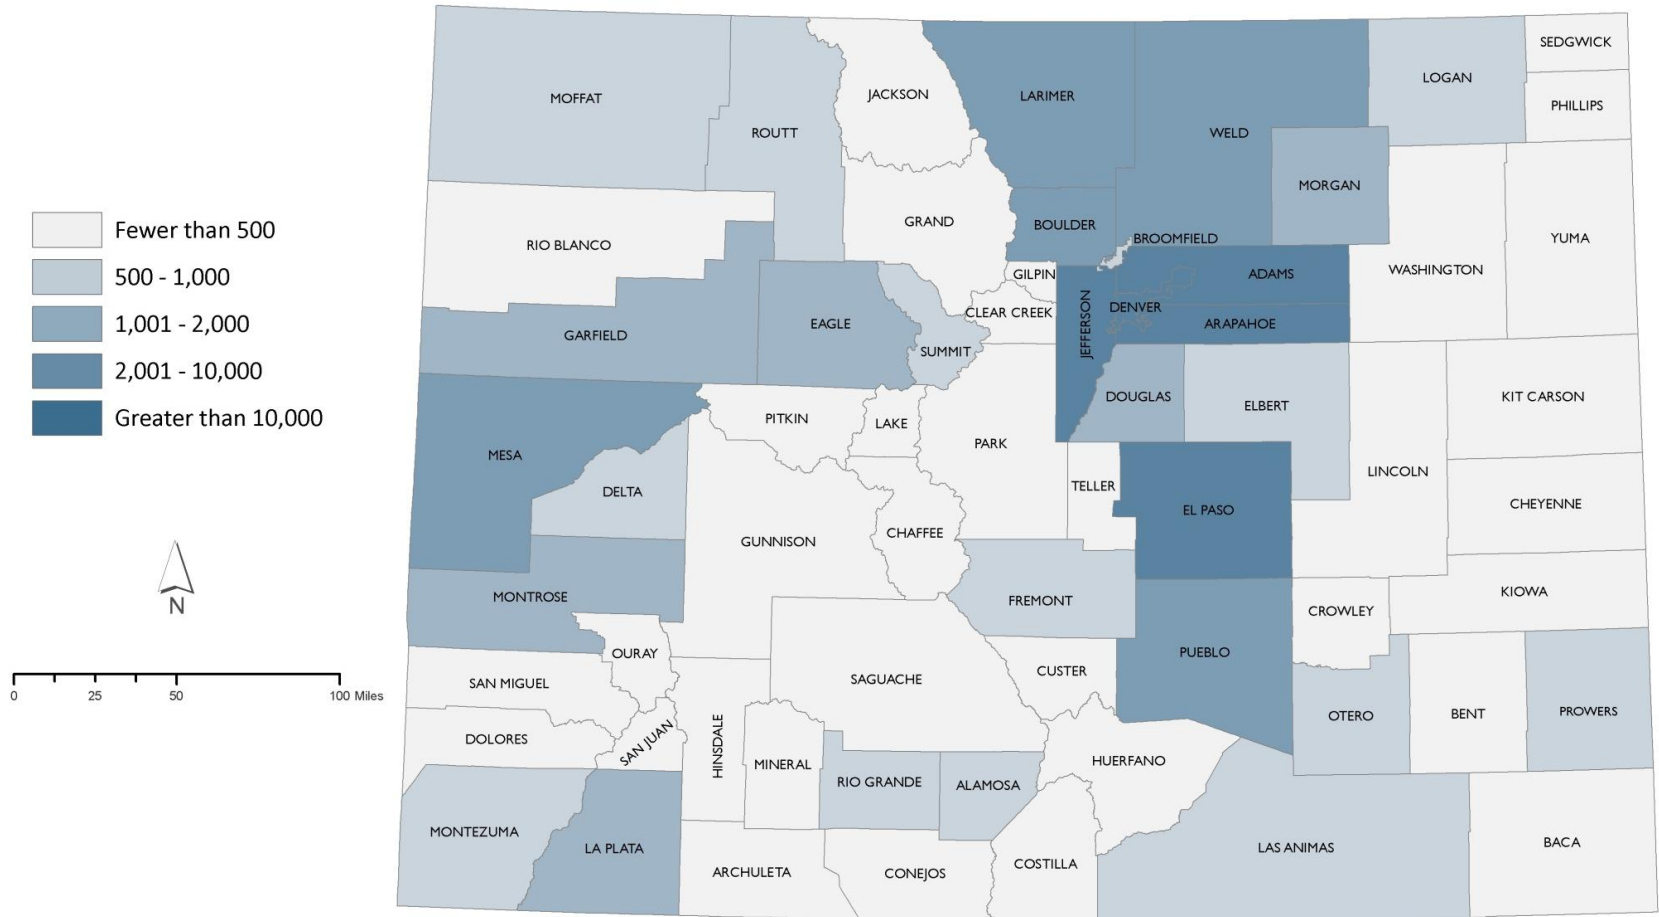 SEDGWICK
LOGAN
MOFFAT
JACKSON
LARIMER
PHILLIPS
ROUTT
WELD
MORGAN
Fewer than 500
GRAND
BOULDER
BROOMFIELD
YUMA
RIO BLANCO
500 - 1,000
GILPIN
ADAMS
WASHINGTON
1,001 - 2,000
CLEAR CREEK
DENVER
JEFFERSON
EAGLE
ARAPAHOE
GARFIELD
SUMMIT
2,001 - 10,000
DOUGLAS
ELBERT
KIT CARSON
Greater than 10,000
PITKIN
LAKE
PARK
MESA
LINCOLN
DELTA
TELLER
CHEYENNE
EL PASO
GUNNISON
CHAFFEE
N
MONTROSE
FREMONT
CROWLEY
KIOWA
OURAY
PUEBLO
SAN MIGUEL
SAGUACHE
CUSTER
0 25 50 100 Miles
OTERO
BENT
PROWERS
DOLORES
SAN JUAN
HINSDALE
MINERAL
HUERFANO
RIO GRANDE
ALAMOSA
MONTEZUMA
LA PLATA
LAS ANIMAS
BACA
ARCHULETA
CONEJOS
COSTILLA